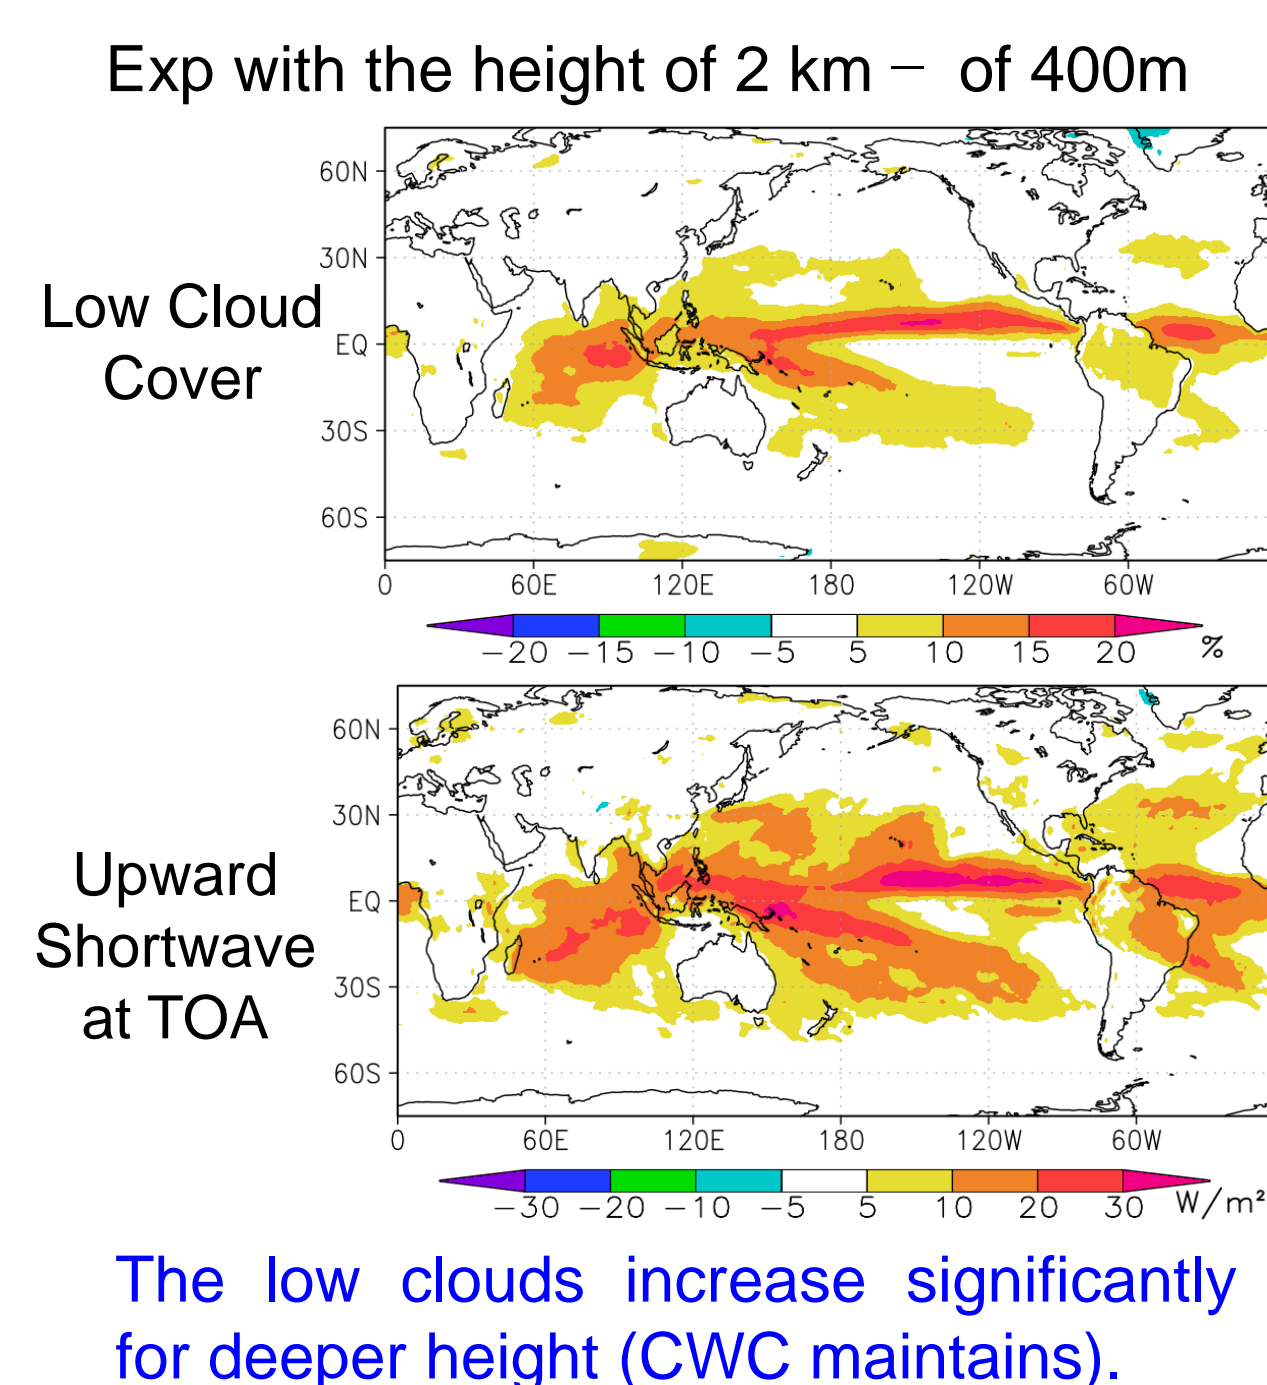 Exp with the height of 2 km − of 400m
Low Cloud
Cover
60N
30N
EQ
30S
60S
0 60E 120E 180 120W 60W
−20 −15 −10 −5 5 10 15 20 %
Upward
Shortwave
at TOA
60N
30N
EQ
30S
60S
0 60E 120E 180 120W 60W
−30 −20 −10 −5 5 10 20 30 W/m²
The low clouds increase significantly
for deeper height (CWC maintains).